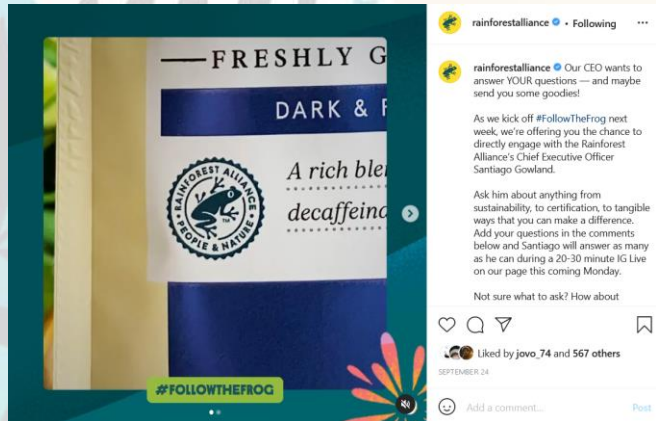 FRESHLY G
DARK & F
RAINFOREST ALLIANCE
PEOPLE & NATURE
TM
A rich ble
decaffeina
#FOLLOWTHEFROG
rainforestalliance • Following
rainforestalliance Our CEO wants to
answer YOUR questions — and maybe
send you some goodies!
As we kick off #FollowTheFrog next
week, we're offering you the chance to
directly engage with the Rainforest
Alliance's Chief Executive Officer
Santiago Gowland.
Ask him about anything from
sustainability, to certification, to tangible
ways that you can make a difference.
Add your questions in the comments
below and Santiago will answer as many
as he can during a 20-30 minute IG Live
on our page this coming Monday.
Not sure what to ask? How about
Liked by jovo_74 and 567 others
SEPTEMBER 24
Add a comment...
Post